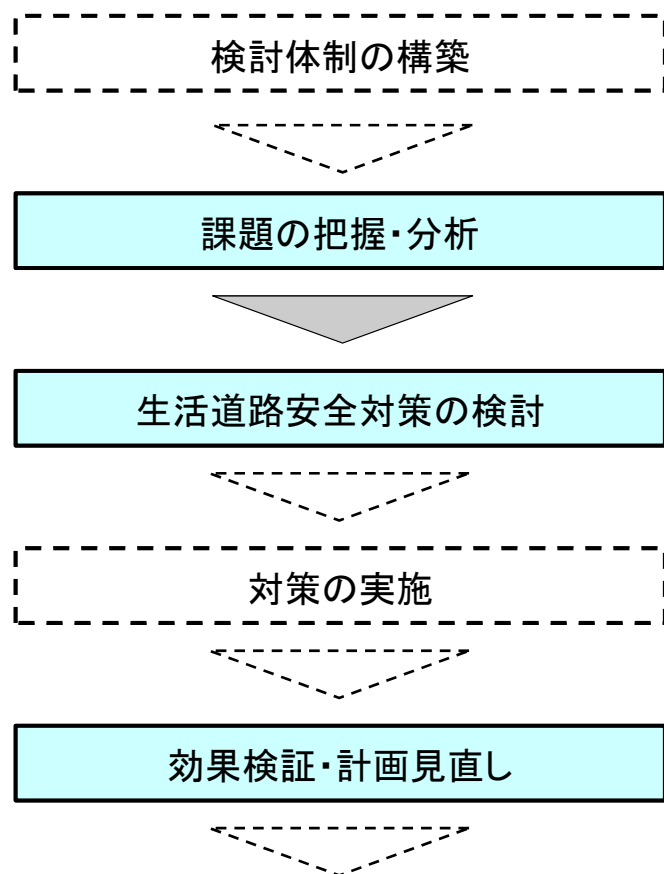 検討体制の構築
課題の把握・分析
生活道路安全対策の検討
対策の実施
効果検証・計画見直し